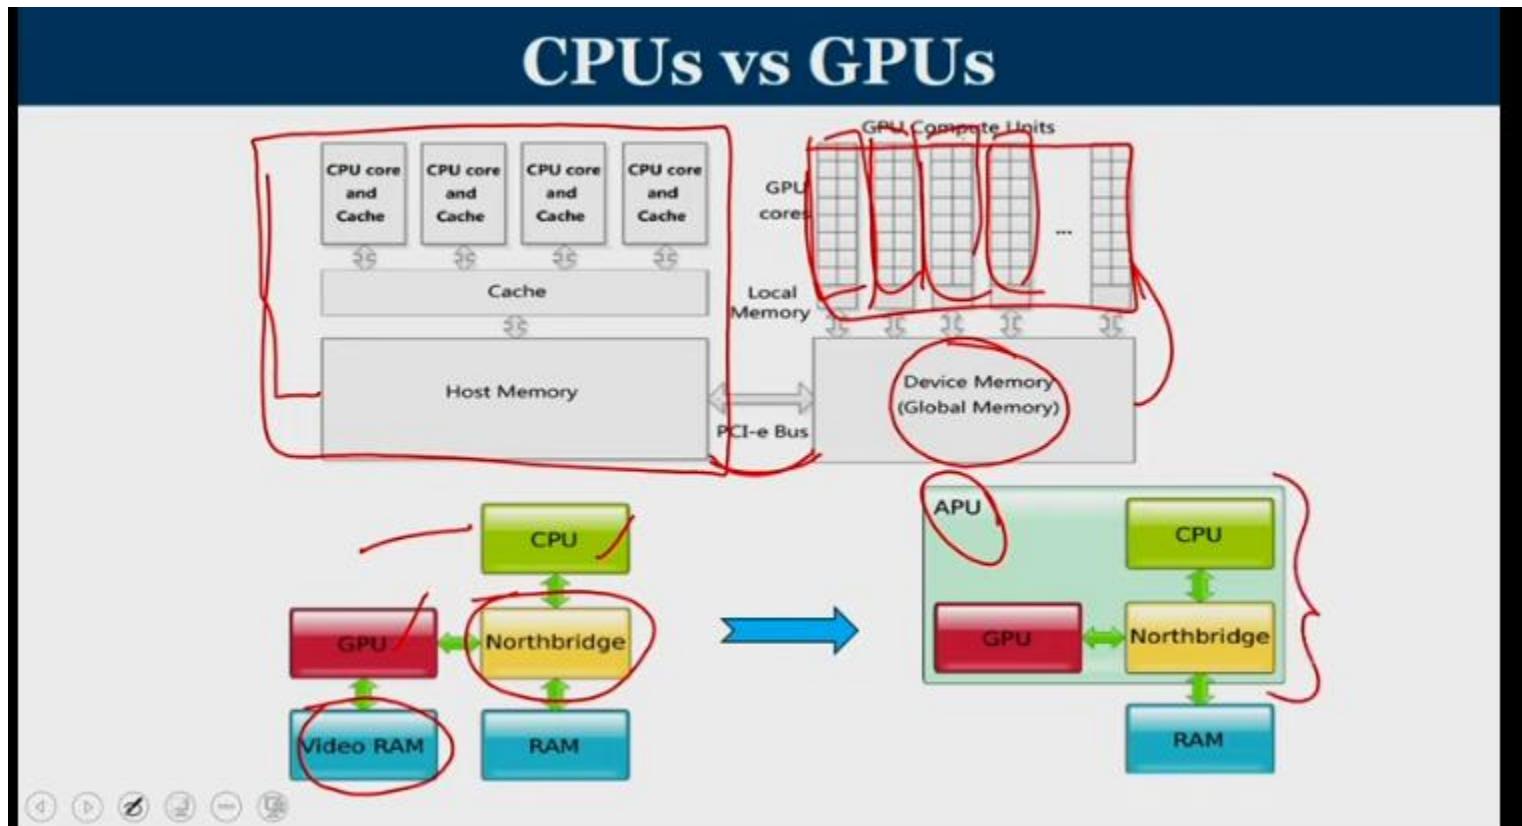 CPUs vs GPUs
CPU core
and
Cache
CPU core
and
Cache
CPU core
and
Cache
CPU core
and
Cache
Cache
Host Memory
PCI-e Bus
GPU Compute Units
GPU
cores
...
Local
Memory
Device Memory
(Global Memory)
CPU
GPU
Northbridge
Video RAM
RAM
APU
CPU
GPU
Northbridge
RAM